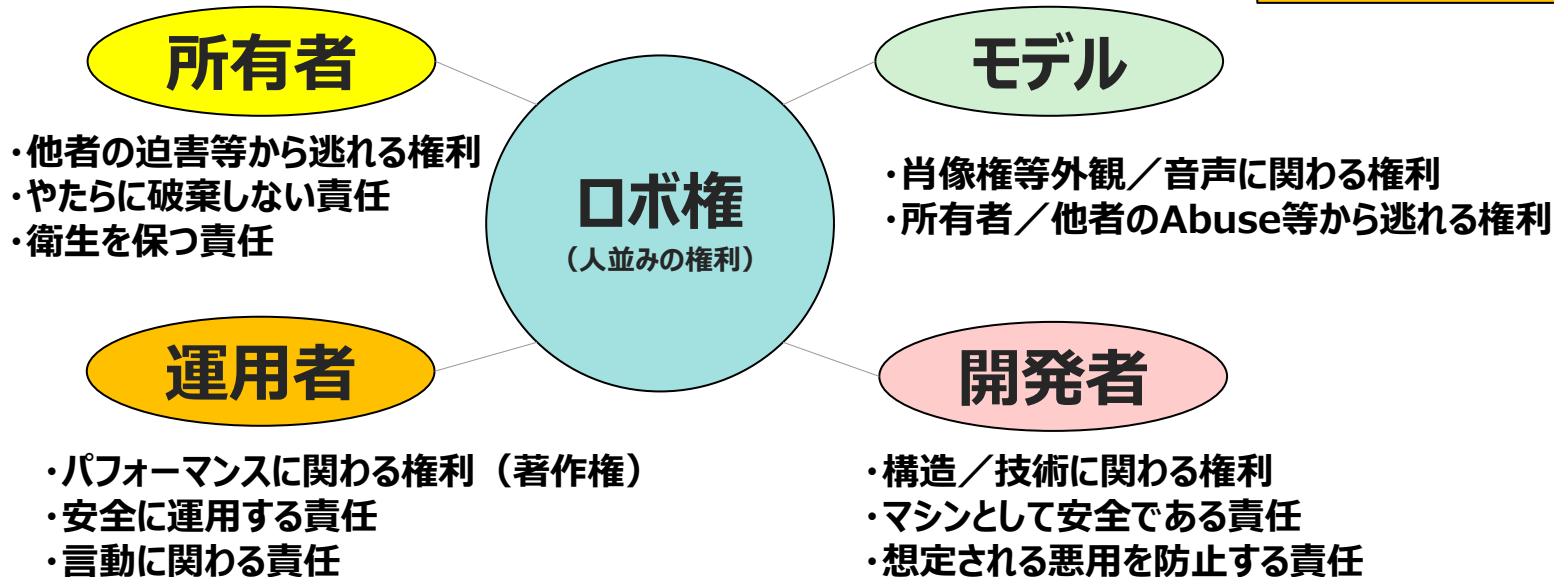 所有者
・他者の迫害等から逃れる権利
・やたらに破棄しない責任
・衛生を保つ責任
ロボ権
（人並みの権利）
モデル
・肖像権等外観／音声に関わる権利
・所有者／他者のAbuse等から逃れる権利
運用者
・パフォーマンスに関わる権利（著作権）
・安全に運用する責任
・言動に関わる責任
開発者
・構造／技術に関わる権利
・マシンとして安全である責任
・想定される悪用を防止する責任